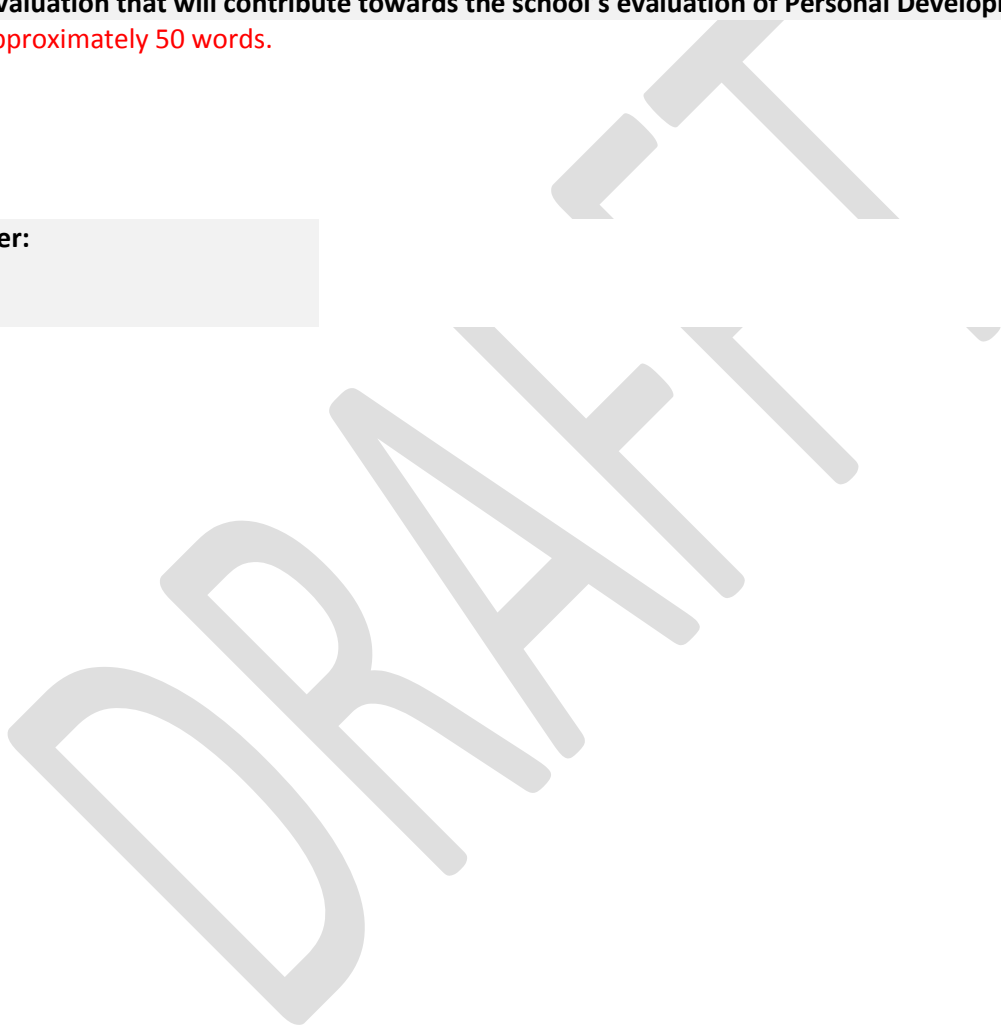 valuation that will contribute towards the school's evaluation of Personal Develop
pproximately 50 words.
er:
DRAFT